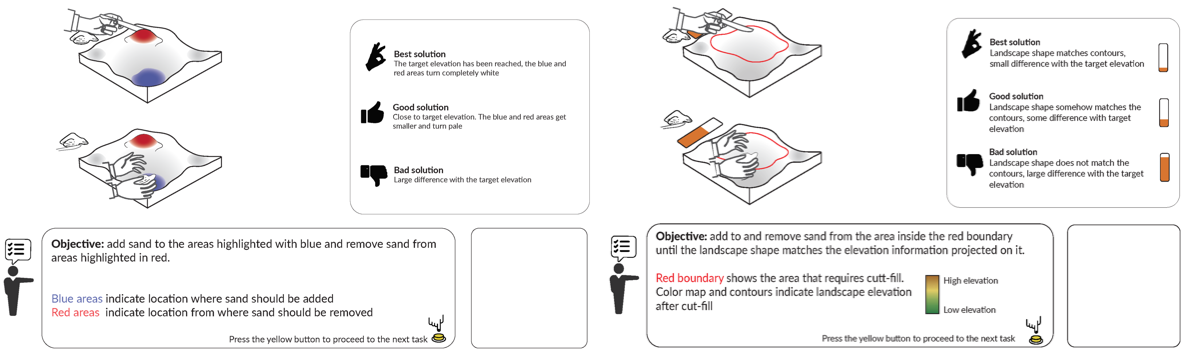 Best solution
The target elevation has been reached, the blue and
red areas turn completely white
Good solution
Close to target elevation. The blue and red areas get
smaller and turn pale
Bad solution
Large difference with the target elevation
Objective: add sand to the areas highlighted with blue and remove sand from
areas highlighted in red.
Blue areas indicate location where sand should be added
Red areas indicate location from where sand should be removed
Press the yellow button to proceed to the next task
Best solution
Landscape shape matches contours,
small difference with the target elevation
Good solution
Landscape shape somehow matches the
contours, some difference with target
elevation
Bad solution
Landscape shape does not match the
contours, large difference with the target
elevation
Objective: add to and remove sand from the area inside the red boundary
until the landscape shape matches the elevation information projected on it.
Red boundary shows the area that requires cutt-fill.
Color map and contours indicate landscape elevation
after cut-fill
High elevation
Low elevation
Press the yellow button to proceed to the next task